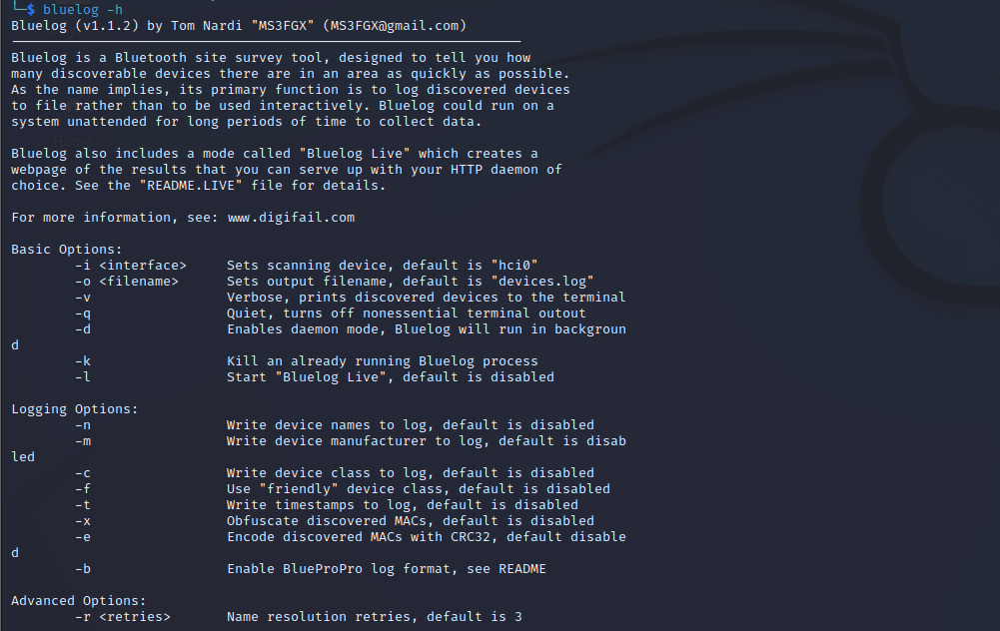 └─$ bluelog -h
Bluelog (v1.1.2) by Tom Nardi "MS3FGX" (MS3FGX@gmail.com)
Bluelog is a Bluetooth site survey tool, designed to tell you how
many discoverable devices there are in an area as quickly as possible.
As the name implies, its primary function is to log discovered devices
to file rather than to be used interactively. Bluelog could run on a
system unattended for long periods of time to collect data.
Bluelog also includes a mode called "Bluelog Live" which creates a
webpage of the results that you can serve up with your HTTP daemon of
choice. See the "README.LIVE" file for details.
For more information, see: www.digifail.com
Basic Options:
-i <interface> Sets scanning device, default is "hci0"
-o <filename> Sets output filename, default is "devices.log"
-v Verbose, prints discovered devices to the terminal
-q Quiet, turns off nonessential terminal outout
-d Enables daemon mode, Bluelog will run in backgroun
d
-k Kill an already running Bluelog process
-l Start "Bluelog Live", default is disabled
Logging Options:
-n Write device names to log, default is disabled
-m Write device manufacturer to log, default is disab
led
-c Write device class to log, default is disabled
-f Use "friendly" device class, default is disabled
-t Write timestamps to log, default is disabled
-x Obfuscate discovered MACs, default is disabled
-e Encode discovered MACs with CRC32, default disable
d
-b Enable BlueProPro log format, see README
Advanced Options:
-r <retries> Name resolution retries, default is 3